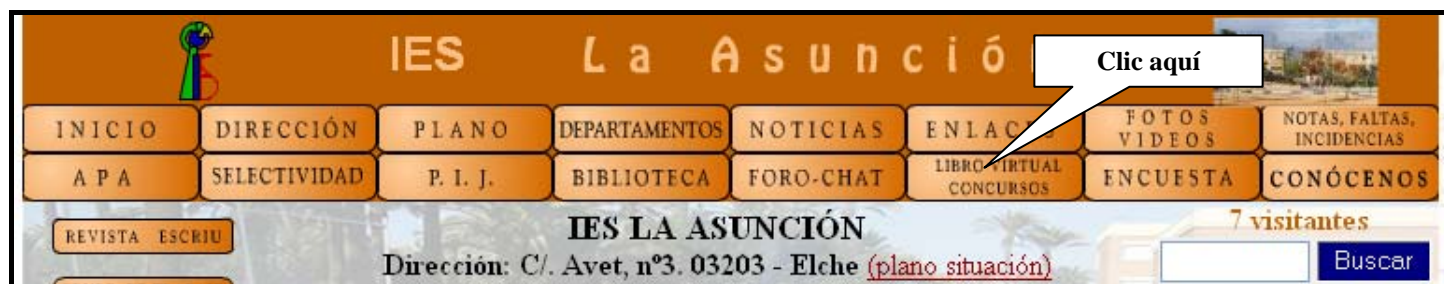 IES La Asunció
Clic aquí
INICIO DIRECCIÓN PLANO DEPARTAMENTOS NOTICIAS ENLACES FOTOS VIDEOS NOTAS, FALTAS, INCIDENCIAS
A P A SELECTIVIDAD P. I. J. BIBLIOTECA FORO-CHAT LIBRO VIRTUAL CONCURSOS ENCUESTA CONÓCENOS
REVISTA ESCRIU
IES LA ASUNCIÓN
7 visitantes
Dirección: C/. Avet, nº3. 03203 - Elche (plano situación)
Buscar